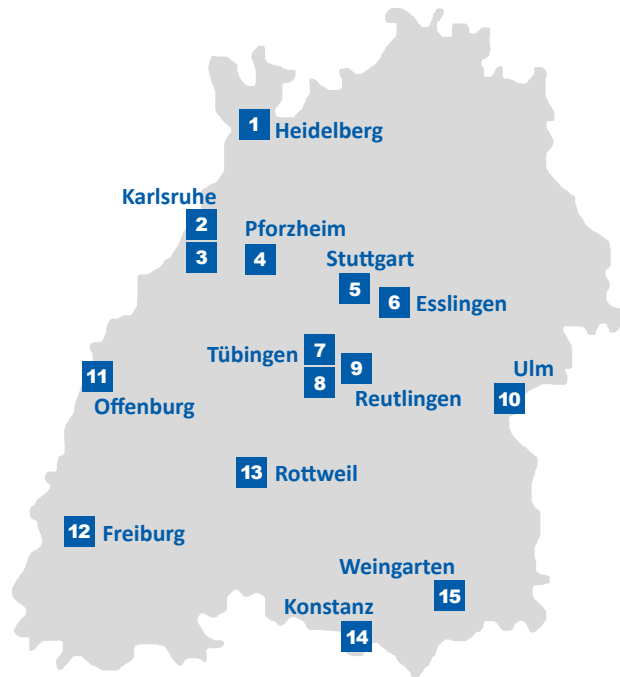 1 Heidelberg
Karlsruhe
2
3
Pforzheim
4
Stuttgart
5
6 Esslingen
Tübingen 7
8
9
Reutlingen
Ulm
10
11
Offenburg
13 Rottweil
12 Freiburg
Weingarten
15
Konstanz
14